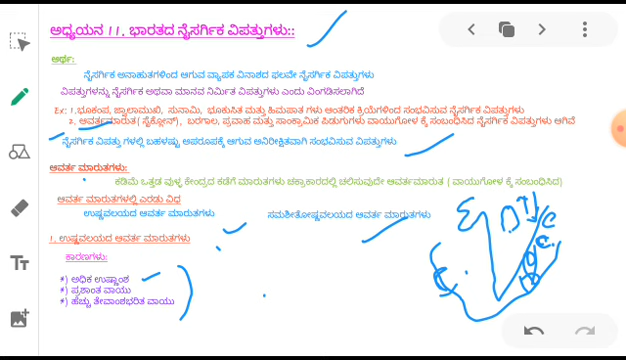 ಅಧ್ಯಯನ 11. ಭಾರತದ ನೈಸರ್ಗಿಕ ವಿಪತ್ತುಗಳು::
ಅರ್ಥ:
ನೈಸರ್ಗಿಕ ಅನಾಹುತಗಳಿಂದ ಆಗುವ ವ್ಯಾಪಕ ವಿನಾಶದ ಫಲವೇ ನೈಸರ್ಗಿಕ ವಿಪತ್ತುಗಳು
ವಿಪತ್ತುಗಳನ್ನು ನೈಸರ್ಗಿಕ ಅಥವಾ ಮಾನವ ನಿರ್ಮಿತ ವಿಪತ್ತುಗಳು ಎಂದು ವಿಂಗಡಿಸಲಾಗಿದೆ
Ex: 1. ಭೂಕಂಪ, ಜ್ವಾಲಾಮುಖಿ, ಸುನಾಮಿ, ಭೂಕುಸಿತ ಮತ್ತು ಹಿಮಪಾತ ಗಳು ಆಂತರಿಕ ಕ್ರಿಯೆಗಳಿಂದ ಸಂಭವಿಸುವ ನೈಸರ್ಗಿಕ ವಿಪತ್ತುಗಳು
2. ಆವರ್ತಮಾರುತ( ಸೈಕ್ಲೋನ್), ಬರಗಾಲ, ಪ್ರವಾಹ ಮತ್ತು ಸಾಂಕ್ರಾಮಿಕ ಪಿಡುಗುಗಳು ವಾಯುಗೋಳ ಕ್ಕೆ ಸಂಬಂಧಿಸಿದ ನೈಸರ್ಗಿಕ ವಿಪತ್ತುಗಳು ಆಗಿವೆ
ನೈಸರ್ಗಿಕ ವಿಪತ್ತು ಗಳಲ್ಲಿ ಬಹಳಷ್ಟು ಅಪರೂಪಕ್ಕೆ ಆಗುವ ಅನಿರೀಕ್ಷಿತವಾಗಿ ಸಂಭವಿಸುವ ವಿಪತ್ತುಗಳು
ಆವರ್ತ ಮಾರುತಗಳು:
ಕಡಿಮೆ ಒತ್ತಡ ವುಳ್ಳ ಕೇಂದ್ರದ ಕಡೆಗೆ ಮಾರುತಗಳು ಚಕ್ರಾಕಾರದಲ್ಲಿ ಚಲಿಸುವುದೇ ಆವರ್ತಮಾರುತ ( ವಾಯುಗೋಳ ಕ್ಕೆ ಸಂಬಂಧಿಸಿದ)
ಆವರ್ತ ಮಾರುತಗಳಲ್ಲಿ ಎರಡು ವಿಧ
ಉಷ್ಣವಲಯದ ಆವರ್ತ ಮಾರುತಗಳು ಸಮಶೀತೋಷ್ಣವಲಯದ ಆವರ್ತ ಮಾರುತಗಳು
1. ಉಷ್ಣವಲಯದ ಆವರ್ತ ಮಾರುತಗಳು
ಕಾರಣಗಳು:
*) ಅಧಿಕ ಉಷ್ಣಾಂಶ
*) ಪ್ರಶಾಂತ ವಾಯು
*) ಹೆಚ್ಚು ತೇವಾಂಶಭರಿತ ವಾಯು